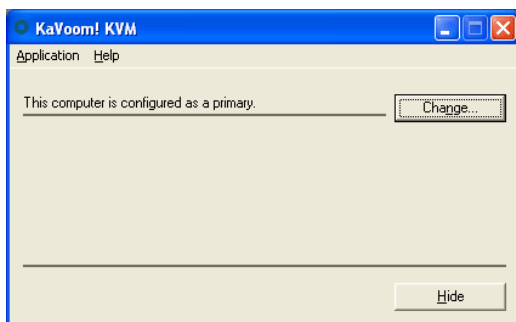 KaVoom! KVM
Application Help
This computer is configured as a primary.
Change...
Hide